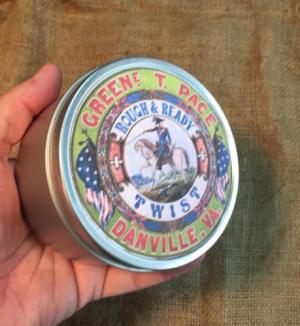 GREENE T. PACE
ROUGH & READY
TWIST
DANVILLE, VA.